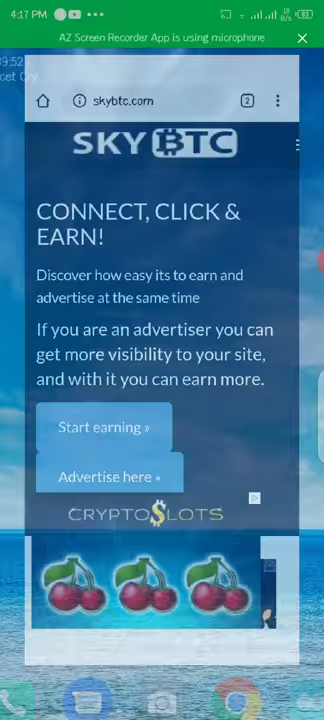 4:17 PM
AZ Screen Recorder App is using microphone
skybtc.com
2
SKY BTC
CONNECT, CLICK &
EARN!
Discover how easy its to earn and
advertise at the same time
If you are an advertiser you can
get more visibility to your site,
and with it you can earn more.
Start earning »
Advertise here »
CRYPTOSLOTS